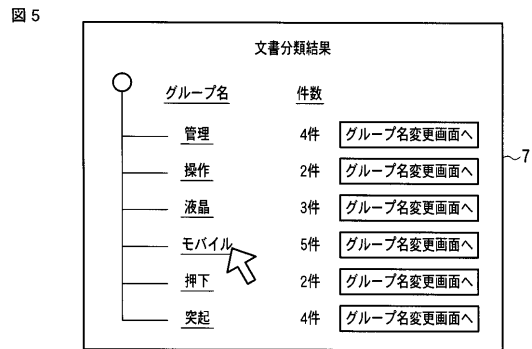 図5
文書分類結果
グループ名 件数
管理 4件 グループ名変更画面へ
操作 2件 グループ名変更画面へ
液晶 3件 グループ名変更画面へ
モバイル 5件 グループ名変更画面へ
押下 2件 グループ名変更画面へ
突起 4件 グループ名変更画面へ
7